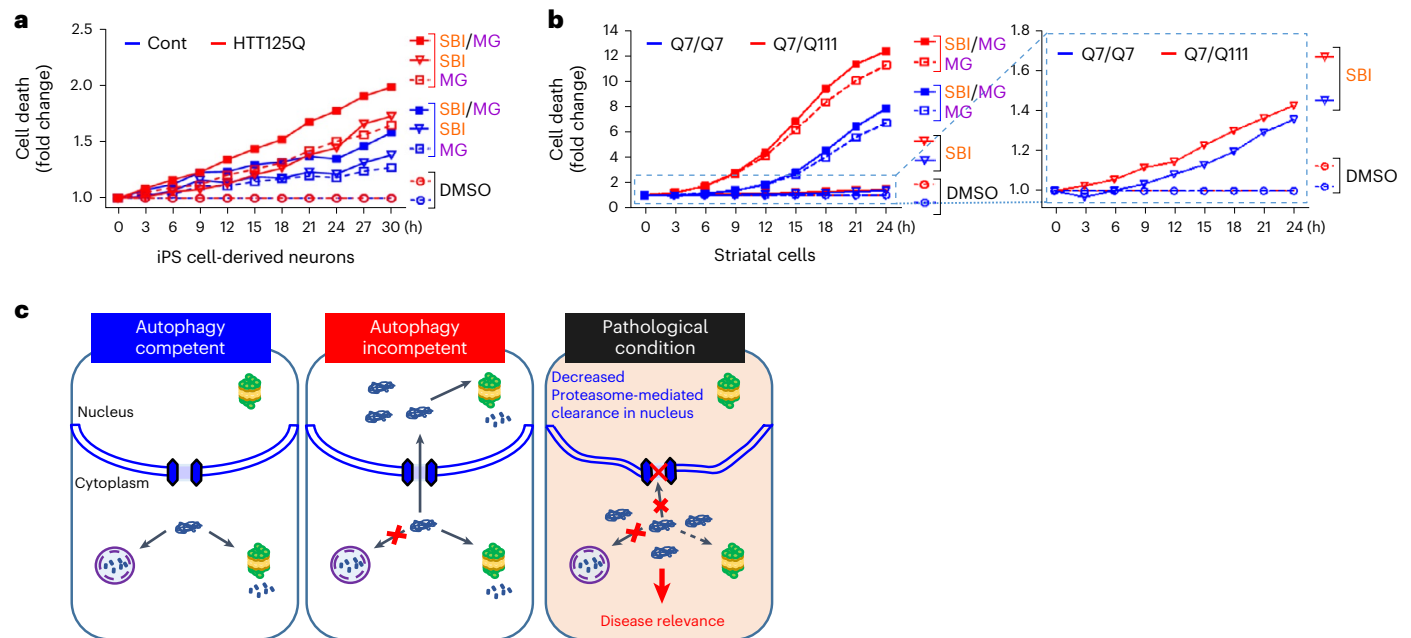 a
2.5
2.0
1.5
1.0
Cell death
(fold change)
Cont
HTT125Q
SBI/MG
SBI
MG
SBI/MG
SBI
MG
DMSO
0 3 6 9 12 15 18 21 24 27 30 (h)
iPS cell-derived neurons
b
14
12
10
8
6
4
2
0
Cell death
(fold change)
Q7/Q7
Q7/Q111
SBI/MG
MG
SBI/MG
MG
SBI
DMSO
0 3 6 9 12 15 18 21 24 (h)
Striatal cells
1.8
1.6
1.4
1.2
1.0
Q7/Q7
Q7/Q111
SBI
DMSO
0 3 6 9 12 15 18 21 24 (h)
c
Autophagy
competent
Nucleus
Cytoplasm
Autophagy
incompetent
Pathological
condition
Decreased
Proteasome-mediated
clearance in nucleus
Disease relevance